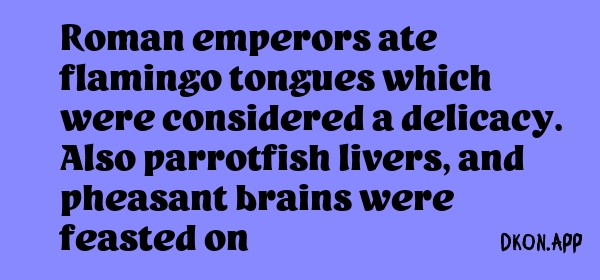 Roman emperors ate
flamingo tongues which
were considered a delicacy.
Also parrotfish livers, and
pheasant brains were
feasted on
DKON.APP